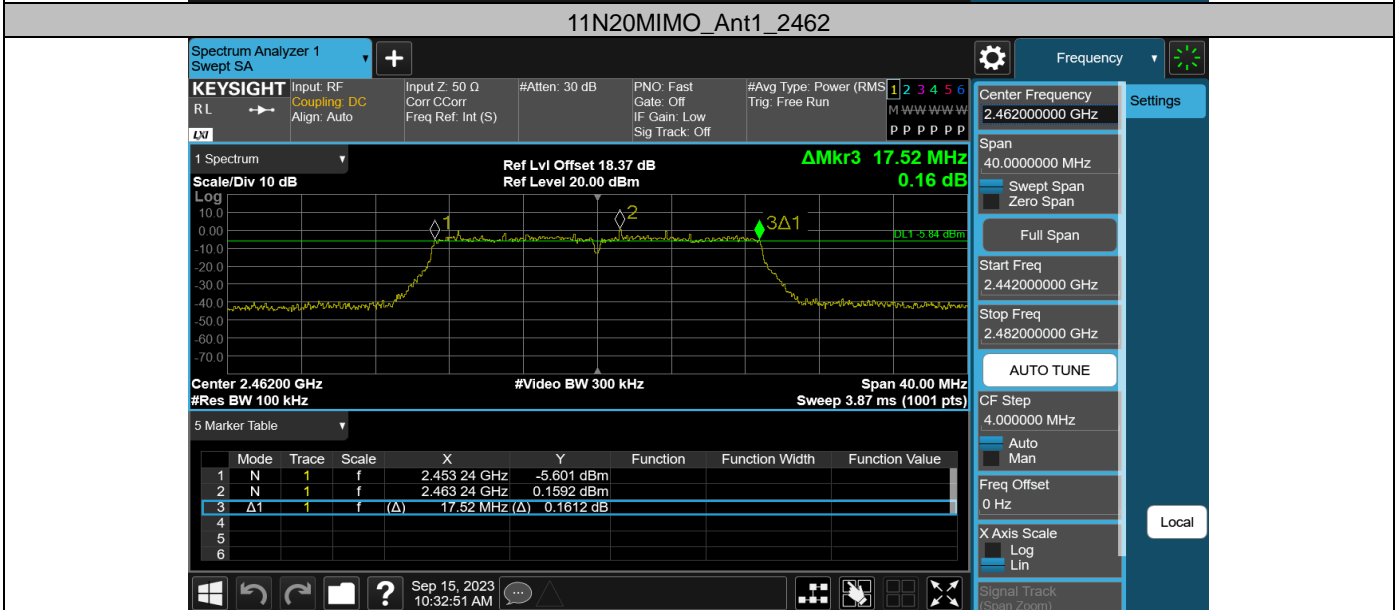 11N20MIMO_Ant1_2462
Spectrum Analyzer 1
Swept SA
Frequency
KEYSIGHT
R L
LXI
Input: RF
Coupling: DC
Align: Auto
Input Z: 50 Ω
Corr CCorr
Freq Ref: Int (S)
#Atten: 30 dB
PNO: Fast
Gate: Off
IF Gain: Low
Sig Track: Off
#Avg Type: Power (RMS
Trig: Free Run
1 2 3 4 5 6
M W W W W W
P P P P P P
1 Spectrum
Scale/Div 10 dB
Ref Lvl Offset 18.37 dB
Ref Level 20.00 dBm
ΔMkr3 17.52 MHz
0.16 dB
Log
10.0
0.00
-10.0
-20.0
-30.0
-40.0
-50.0
-60.0
-70.0
1
2
3Δ1
DL1 -5.84 dBm
Center 2.46200 GHz
#Video BW 300 kHz
Span 40.00 MHz
#Res BW 100 kHz
Sweep 3.87 ms (1001 pts)
5 Marker Table
Mode Trace Scale X Y Function Function Width Function Value
1 N 1 f 2.453 24 GHz -5.601 dBm
2 N 1 f 2.463 24 GHz 0.1592 dBm
3 Δ1 1 f (Δ) 17.52 MHz (Δ) 0.1612 dB
4
5
6
Sep 15, 2023
10:32:51 AM
Center Frequency
2.462000000 GHz
Span
40.0000000 MHz
Swept Span
Zero Span
Full Span
Start Freq
2.442000000 GHz
Stop Freq
2.482000000 GHz
AUTO TUNE
CF Step
4.000000 MHz
Auto
Man
Freq Offset
0 Hz
X Axis Scale
Log
Lin
Signal Track
(Span Zoom)
Settings
Local